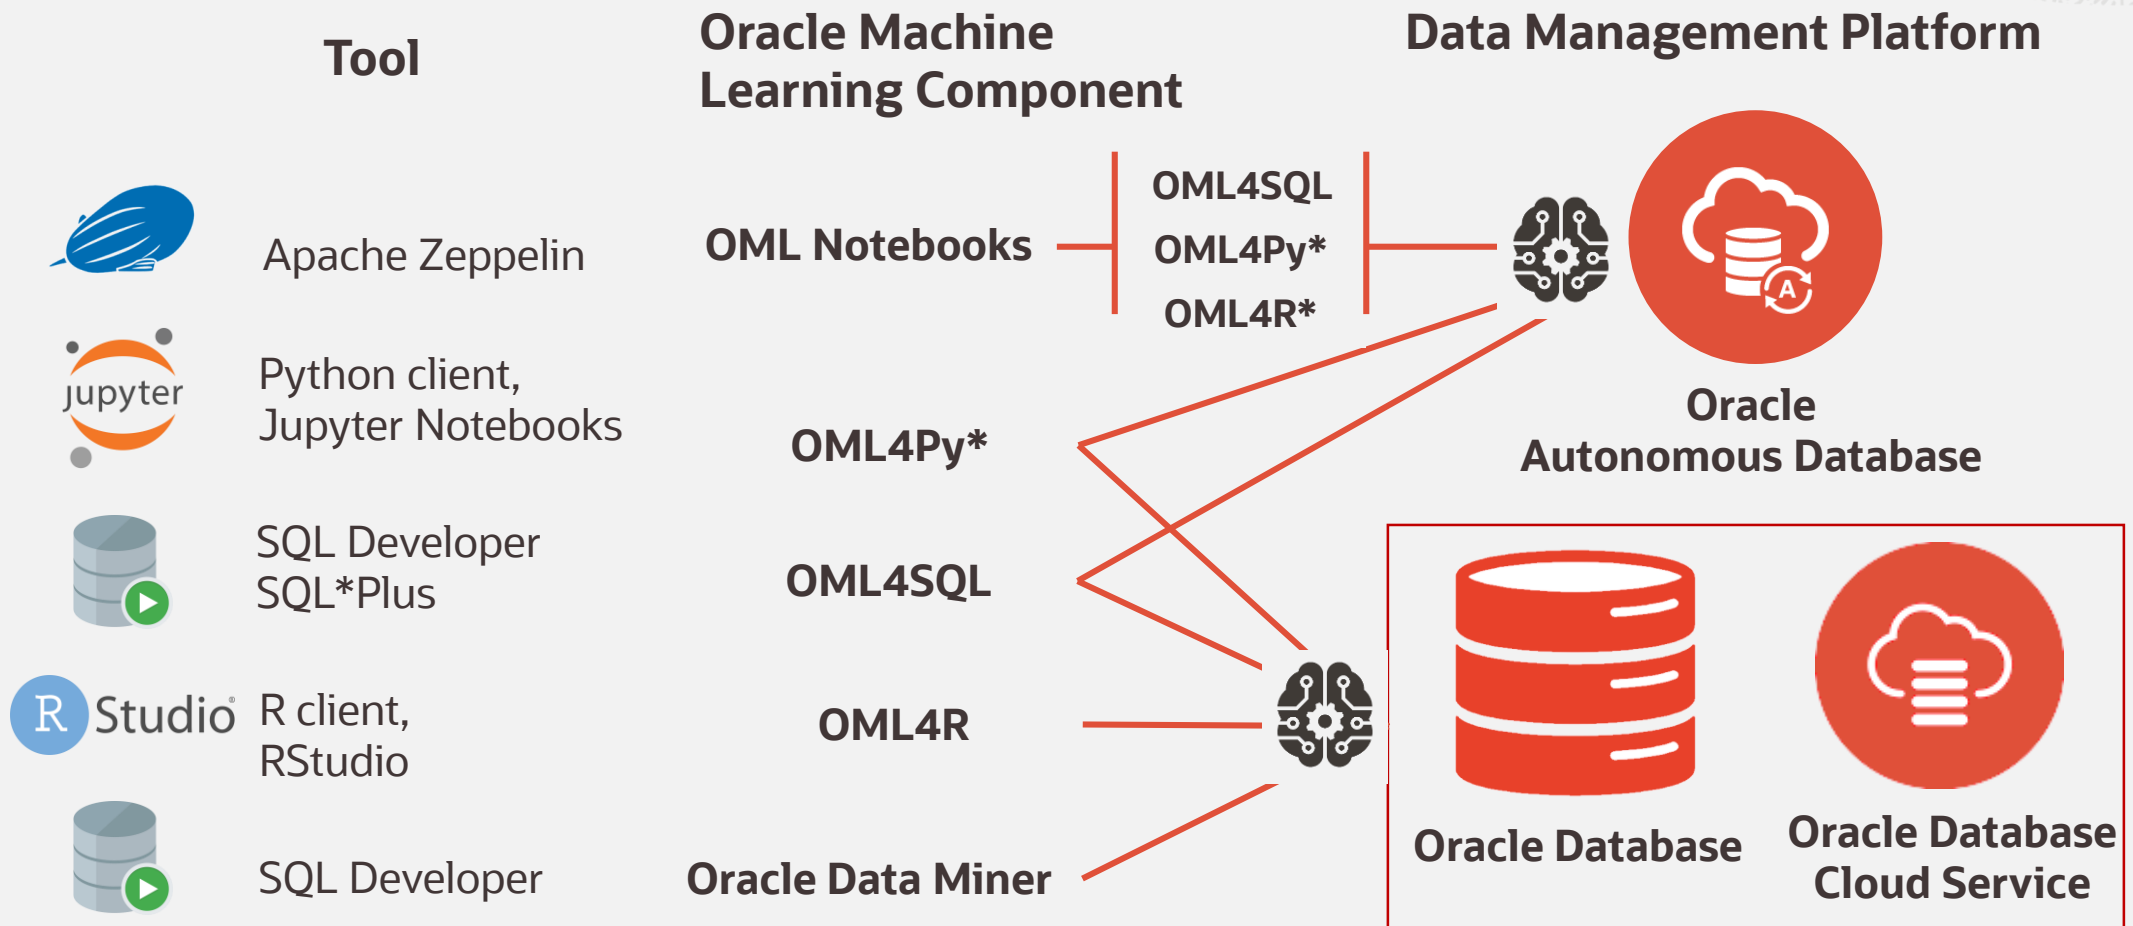 Tool
Oracle Machine
Learning Component
Data Management Platform
Apache Zeppelin
OML Notebooks
OML4SQL
OML4Py*
OML4R*
A
Oracle
Autonomous Database
jupyter
Python client,
Jupyter Notebooks
OML4Py*
SQL Developer
SQL*Plus
OML4SQL
R Studio®
R client,
RStudio
OML4R
SQL Developer
Oracle Data Miner
Oracle Database
Oracle Database
Cloud Service